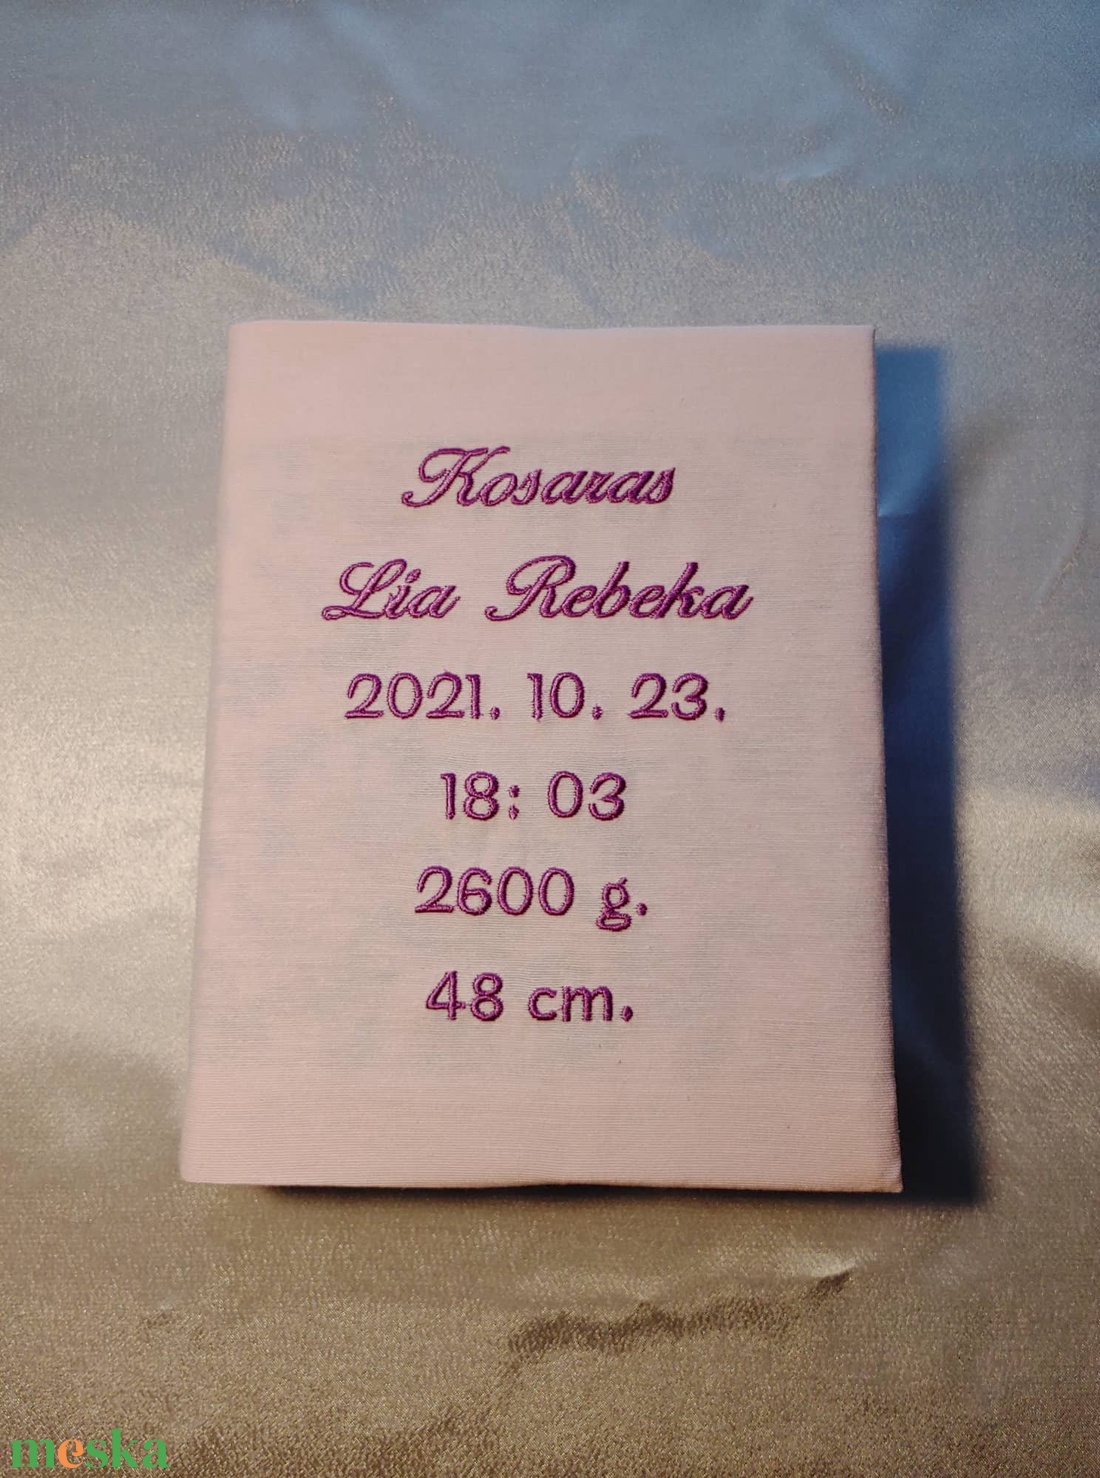 Kosaras
Lia Rebeka
2021. 10. 23.
18: 03
2600 g.
48 cm.
meska